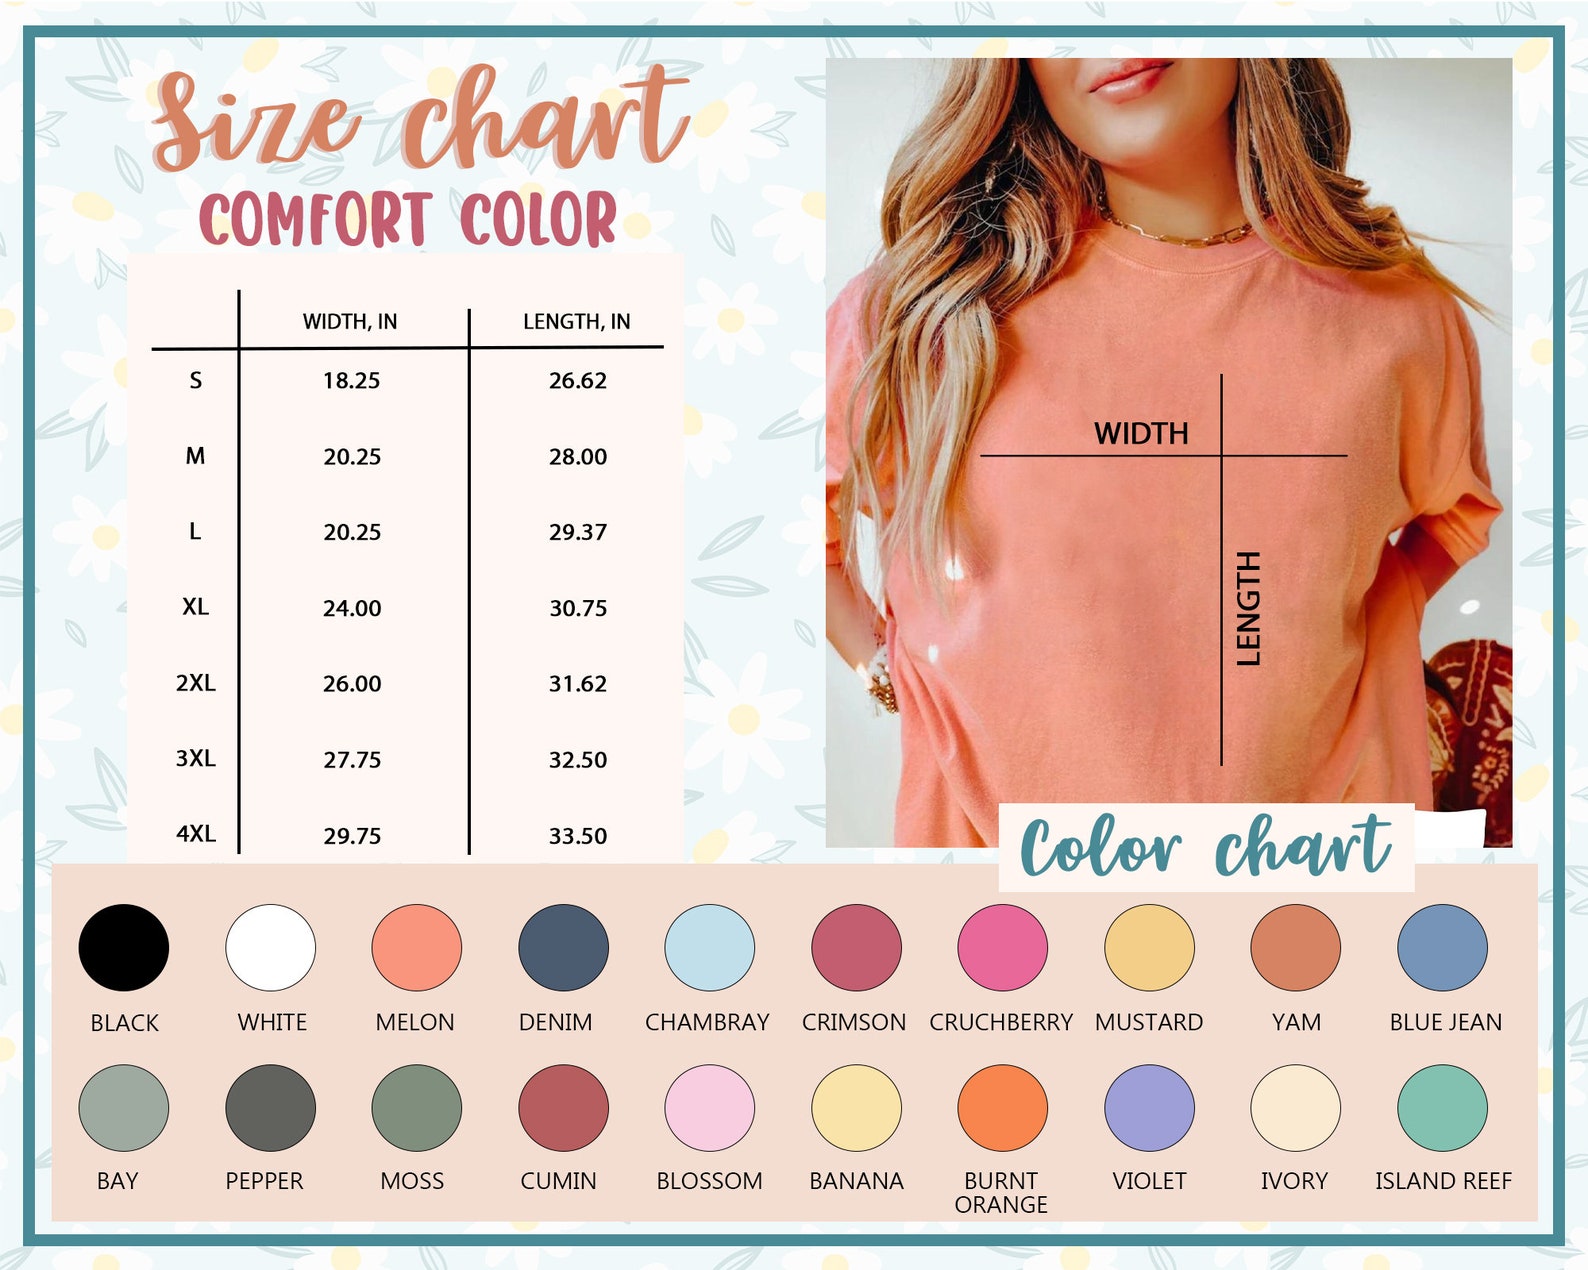 Size chart
COMFORT COLOR
WIDTH, IN LENGTH, IN
S 18.25 26.62
M 20.25 28.00
L 20.25 29.37
XL 24.00 30.75
2XL 26.00 31.62
3XL 27.75 32.50
4XL 29.75 33.50
WIDTH
LENGTH
Color chart
BLACK WHITE MELON DENIM CHAMBRAY CRIMSON CRUCHBERRY MUSTARD YAM BLUE JEAN
BAY PEPPER MOSS CUMIN BLOSSOM BANANA BURNT ORANGE VIOLET IVORY ISLAND REEF